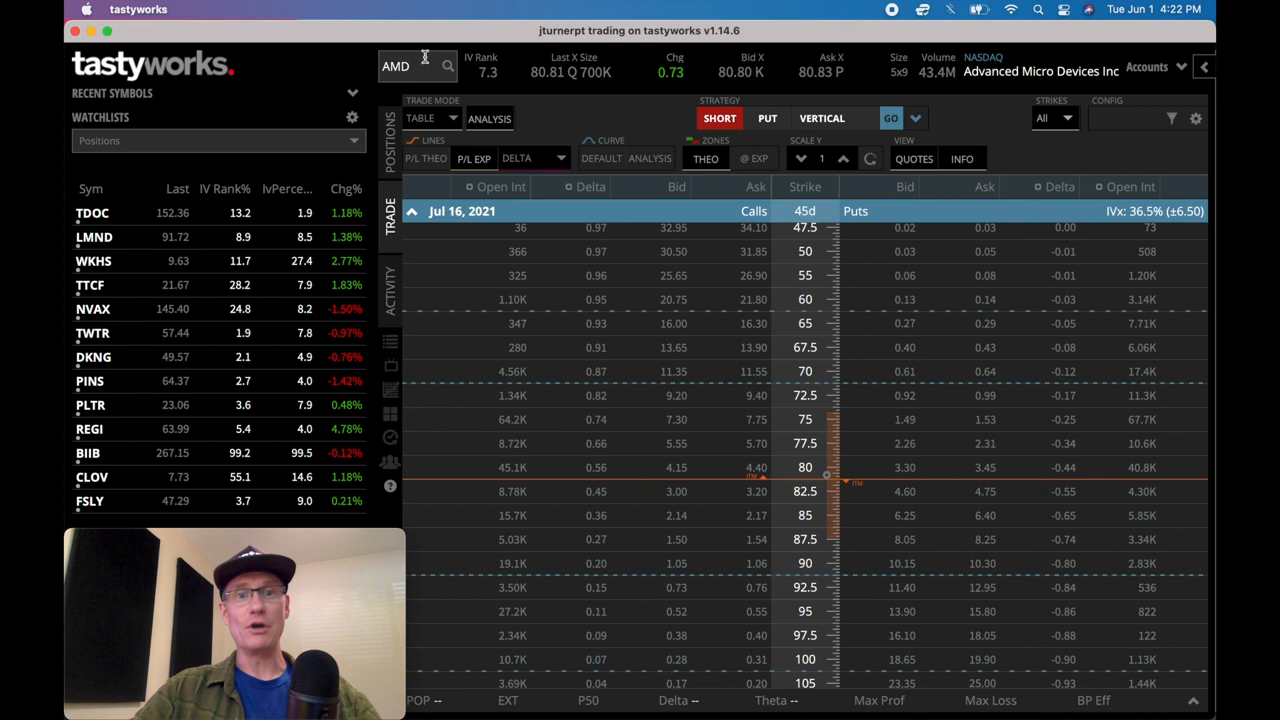 tastyworks
Tue Jun 1 4:22 PM
jturnerpt trading on tastyworks v1.14.6
tastyworks.
AMD
IV Rank
7.3
Last X Size
80.81 Q 700K
Chg
0.73
Bid X
80.80 K
Ask X
80.83 P
Size
5x9
Volume
43.4M
NASDAQ
Advanced Micro Devices Inc
Accounts
RECENT SYMBOLS
WATCHLISTS
Positions
Sym Last IV Rank% IvPerce... Chg%
TDOC 152.36 13.2 1.9 1.18%
LMND 91.72 8.9 8.5 1.38%
WKHS 9.63 11.7 27.4 2.77%
TTCF 21.67 28.2 7.9 1.83%
NVAX 145.40 24.8 8.2 -1.50%
TWTR 57.44 1.9 7.8 -0.97%
DKNG 49.57 2.1 4.9 -0.76%
PINS 64.37 2.7 4.0 -1.42%
PLTR 23.06 3.6 7.9 0.48%
REGI 63.99 5.4 4.0 4.78%
BIIB 267.15 99.2 99.5 -0.12%
CLOV 7.73 55.1 14.6 1.18%
FSLY 47.29 3.7 9.0 0.21%
POSITIONS
TRADE
ACTIVITY
TRADE MODE
TABLE ANALYSIS
STRATEGY
SHORT PUT VERTICAL GO
STRIKES
All
CONFIG
LINES
P/L THEO P/L EXP DELTA
CURVE
DEFAULT ANALYSIS
ZONES
THEO @ EXP
SCALE Y
1
VIEW
QUOTES INFO
Open Int Delta Bid Ask Strike Bid Ask Delta Open Int
Jul 16, 2021 Calls 45d Puts IVx: 36.5% (±6.50)
36 0.97 32.95 34.10 47.5 0.02 0.03 0.00 73
366 0.97 30.50 31.85 50 0.03 0.05 -0.01 508
325 0.96 25.65 26.90 55 0.06 0.08 -0.01 1.20K
1.10K 0.95 20.75 21.80 60 0.13 0.14 -0.03 3.14K
347 0.93 16.00 16.30 65 0.27 0.29 -0.05 7.71K
280 0.91 13.65 13.90 67.5 0.40 0.43 -0.08 6.06K
4.56K 0.87 11.35 11.55 70 0.61 0.64 -0.12 17.4K
1.34K 0.82 9.20 9.40 72.5 0.92 0.99 -0.17 11.3K
64.2K 0.74 7.30 7.75 75 1.49 1.53 -0.25 67.7K
8.72K 0.66 5.55 5.70 77.5 2.26 2.31 -0.34 10.6K
45.1K 0.56 4.15 4.40 80 3.30 3.45 -0.44 40.8K
ITM ITM
8.78K 0.45 3.00 3.20 82.5 4.60 4.75 -0.55 4.30K
15.7K 0.36 2.14 2.17 85 6.25 6.40 -0.65 5.85K
5.03K 0.27 1.50 1.54 87.5 8.05 8.25 -0.74 3.34K
19.1K 0.20 1.05 1.06 90 10.15 10.30 -0.80 2.83K
3.50K 0.15 0.73 0.76 92.5 11.40 12.95 -0.84 536
27.2K 0.11 0.52 0.55 95 13.90 15.80 -0.86 822
2.34K 0.09 0.38 0.40 97.5 16.10 18.05 -0.88 122
10.7K 0.07 0.28 0.31 100 18.65 19.90 -0.90 1.13K
3.69K 0.04 0.17 0.20 105 23.35 25.00 -0.93 1.44K
POP -- EXT P50 Delta -- Theta -- Max Prof Max Loss BP Eff